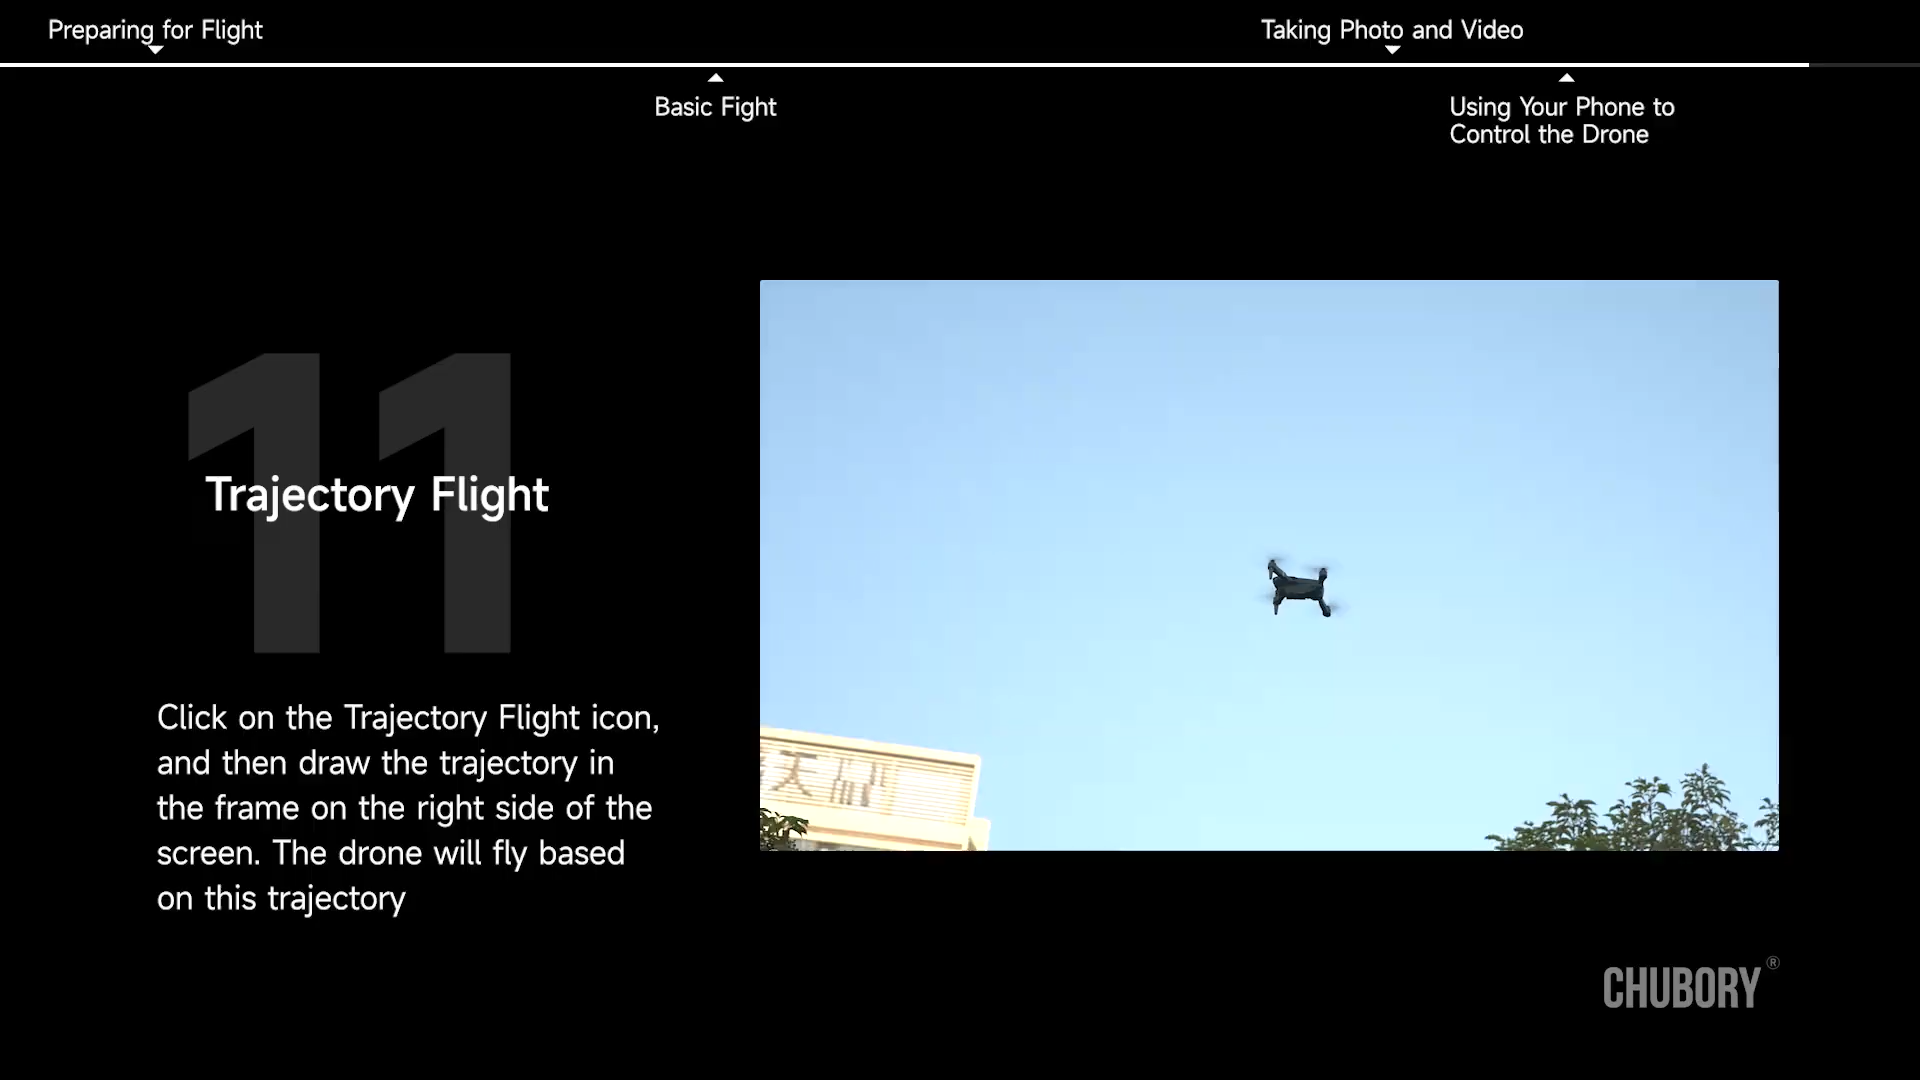 Preparing for Flight
Taking Photo and Video
Basic Fight
Using Your Phone to
Control the Drone
11
Trajectory Flight
Click on the Trajectory Flight icon,
and then draw the trajectory in
the frame on the right side of the
screen. The drone will fly based
on this trajectory
天
CHUBORY®